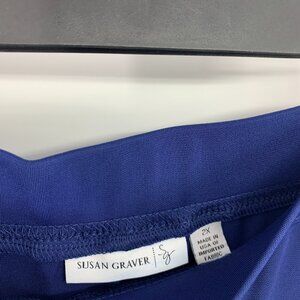 SUSAN GRAVER | Sg
2X
MADE IN
USA OF
IMPORTED
FABRIC